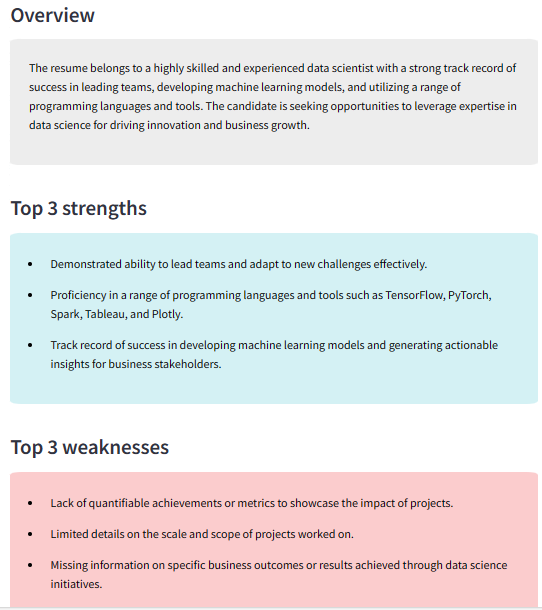 Overview
The resume belongs to a highly skilled and experienced data scientist with a strong track record of
success in leading teams, developing machine learning models, and utilizing a range of
programming languages and tools. The candidate is seeking opportunities to leverage expertise in
data science for driving innovation and business growth.
Top 3 strengths
• Demonstrated ability to lead teams and adapt to new challenges effectively.
• Proficiency in a range of programming languages and tools such as TensorFlow, PyTorch,
Spark, Tableau, and Plotly.
• Track record of success in developing machine learning models and generating actionable
insights for business stakeholders.
Top 3 weaknesses
• Lack of quantifiable achievements or metrics to showcase the impact of projects.
• Limited details on the scale and scope of projects worked on.
• Missing information on specific business outcomes or results achieved through data science
initiatives.